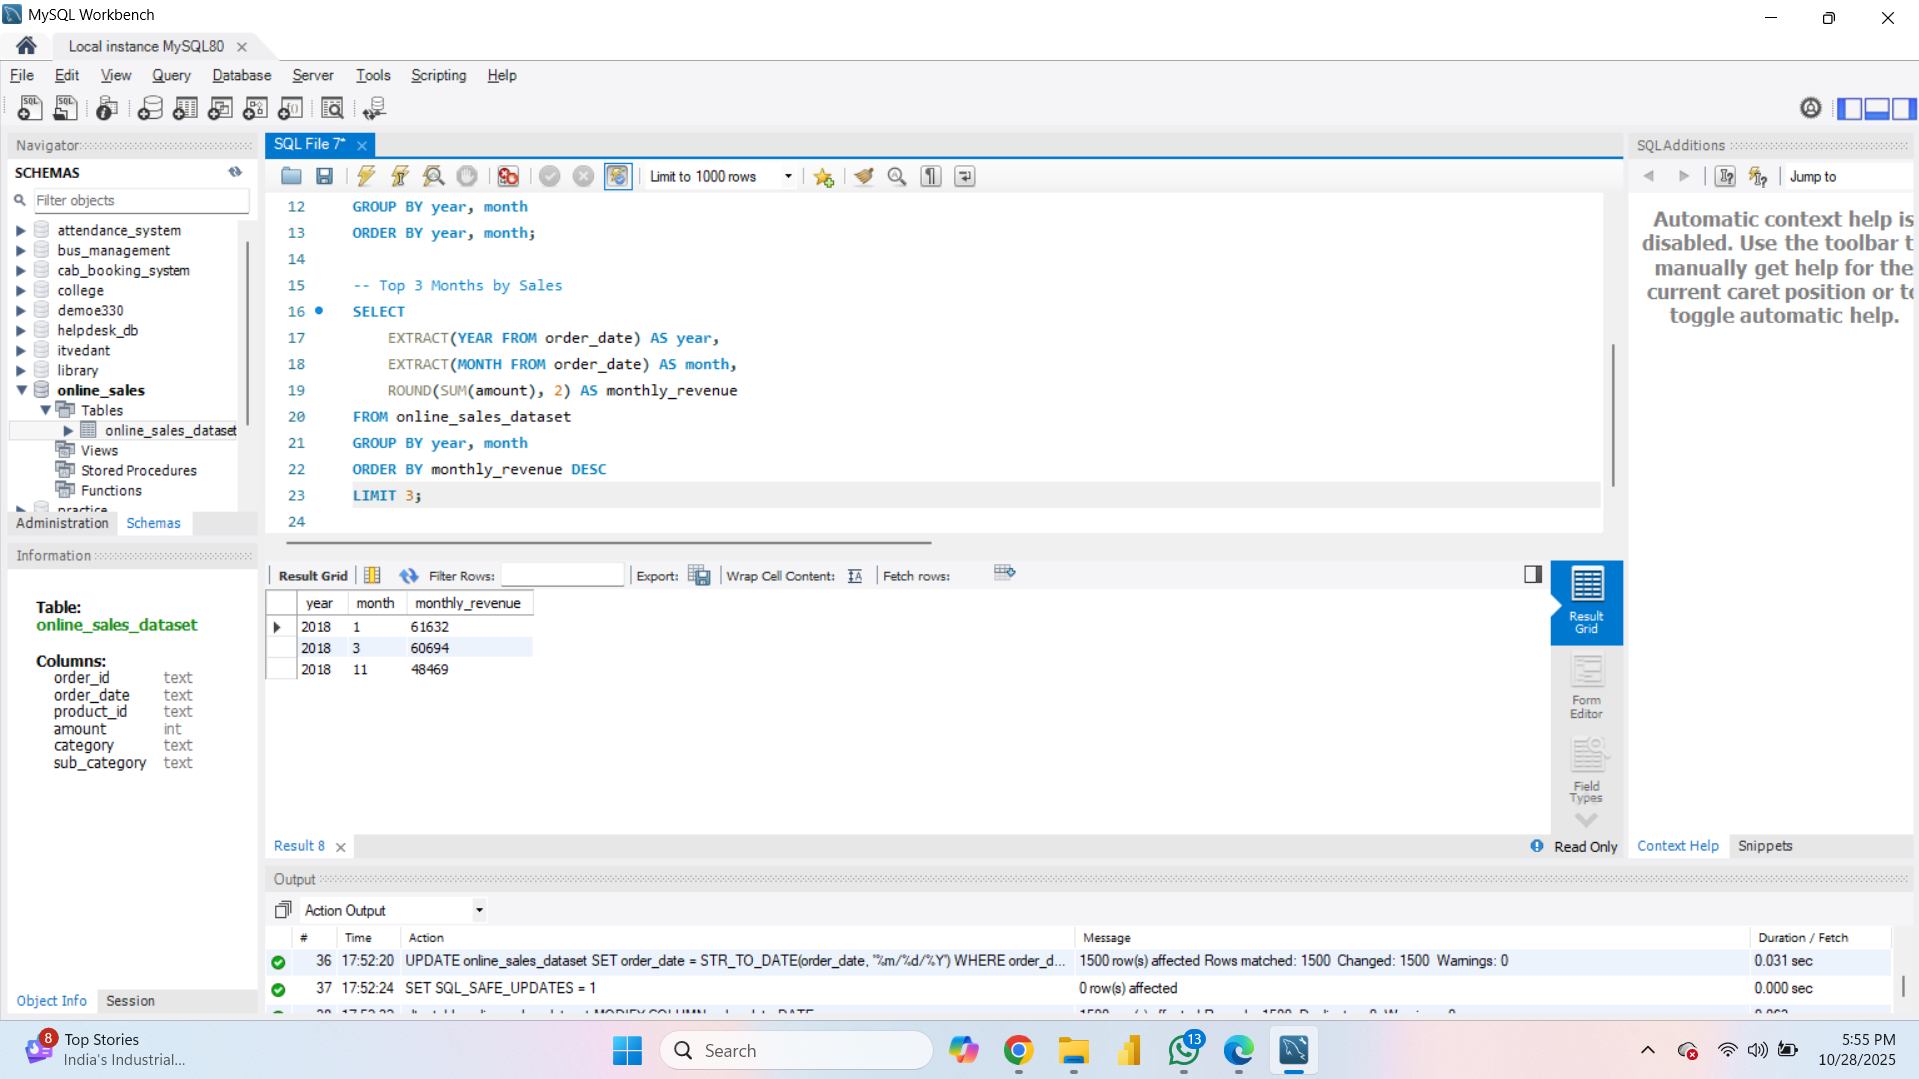 MySQL Workbench
Local instance MySQL80
File Edit View Query Database Server Tools Scripting Help
Navigator
SCHEMAS
Filter objects
attendance_system
bus_management
cab_booking_system
college
demoe330
helpdesk_db
itvedant
library
online_sales
Tables
online_sales_dataset
Views
Stored Procedures
Functions
practice
Administration Schemas
Information
Table:
online_sales_dataset
Columns:
order_id text
order_date text
product_id text
amount int
category text
sub_category text
Object Info Session
SQL File 7*
Limit to 1000 rows
12 GROUP BY year, month
13 ORDER BY year, month;
14
15 -- Top 3 Months by Sales
16 SELECT
17 EXTRACT(YEAR FROM order_date) AS year,
18 EXTRACT(MONTH FROM order_date) AS month,
19 ROUND(SUM(amount), 2) AS monthly_revenue
20 FROM online_sales_dataset
21 GROUP BY year, month
22 ORDER BY monthly_revenue DESC
23 LIMIT 3;
24
Result Grid Filter Rows: Export: Wrap Cell Content: Fetch rows:
year month monthly_revenue
2018 1 61632
2018 3 60694
2018 11 48469
Result Grid
Form Editor
Field Types
Result 8
Read Only
SQLAdditions
Jump to
Automatic context help is
disabled. Use the toolbar t
manually get help for the
current caret position or to
toggle automatic help.
Context Help Snippets
Output
Action Output
# Time Action Message Duration / Fetch
36 17:52:20 UPDATE online_sales_dataset SET order_date = STR_TO_DATE(order_date, '%m/%d/%Y') WHERE order_d... 1500 row(s) affected Rows matched: 1500 Changed: 1500 Warnings: 0 0.031 sec
37 17:52:24 SET SQL_SAFE_UPDATES = 1 0 row(s) affected 0.000 sec
8 Top Stories
India's Industrial...
Search
13
5:55 PM
10/28/2025